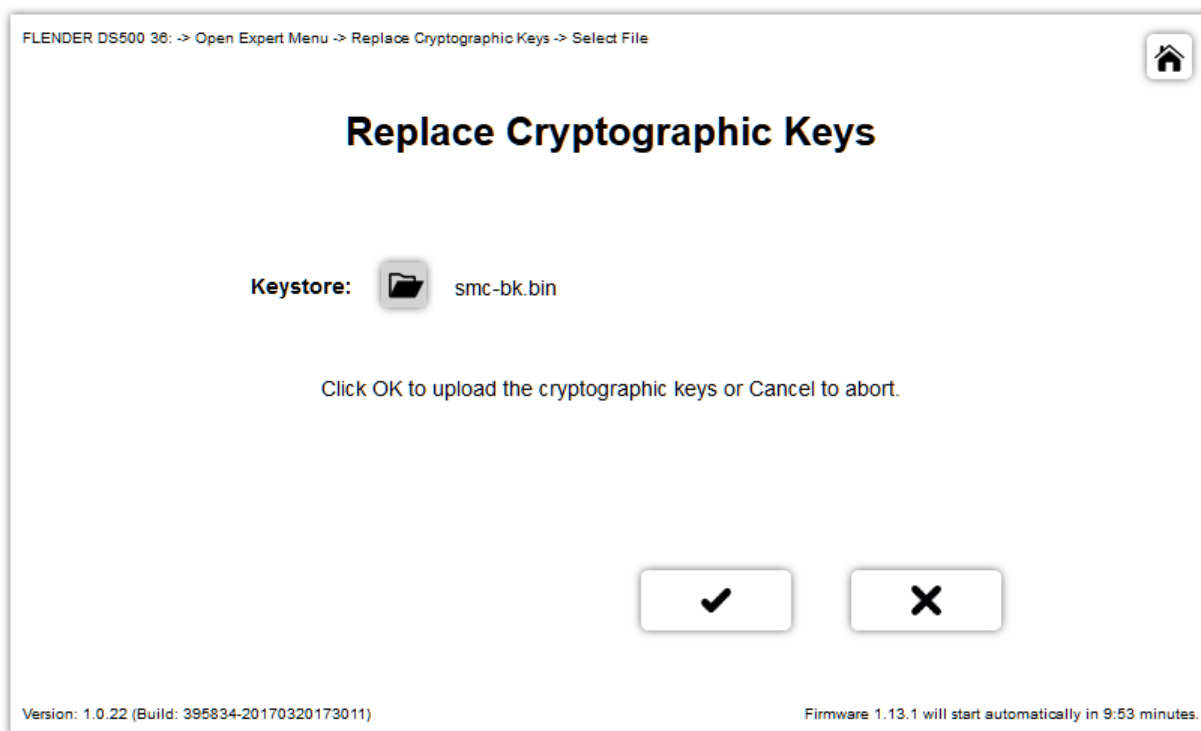 FLENDER DS500 36: -> Open Expert Menu -> Replace Cryptographic Keys -> Select File
Replace Cryptographic Keys
Keystore: smc-bk.bin
Click OK to upload the cryptographic keys or Cancel to abort.
Version: 1.0.22 (Build: 395834-20170320173011) Firmware 1.13.1 will start automatically in 9:53 minutes.